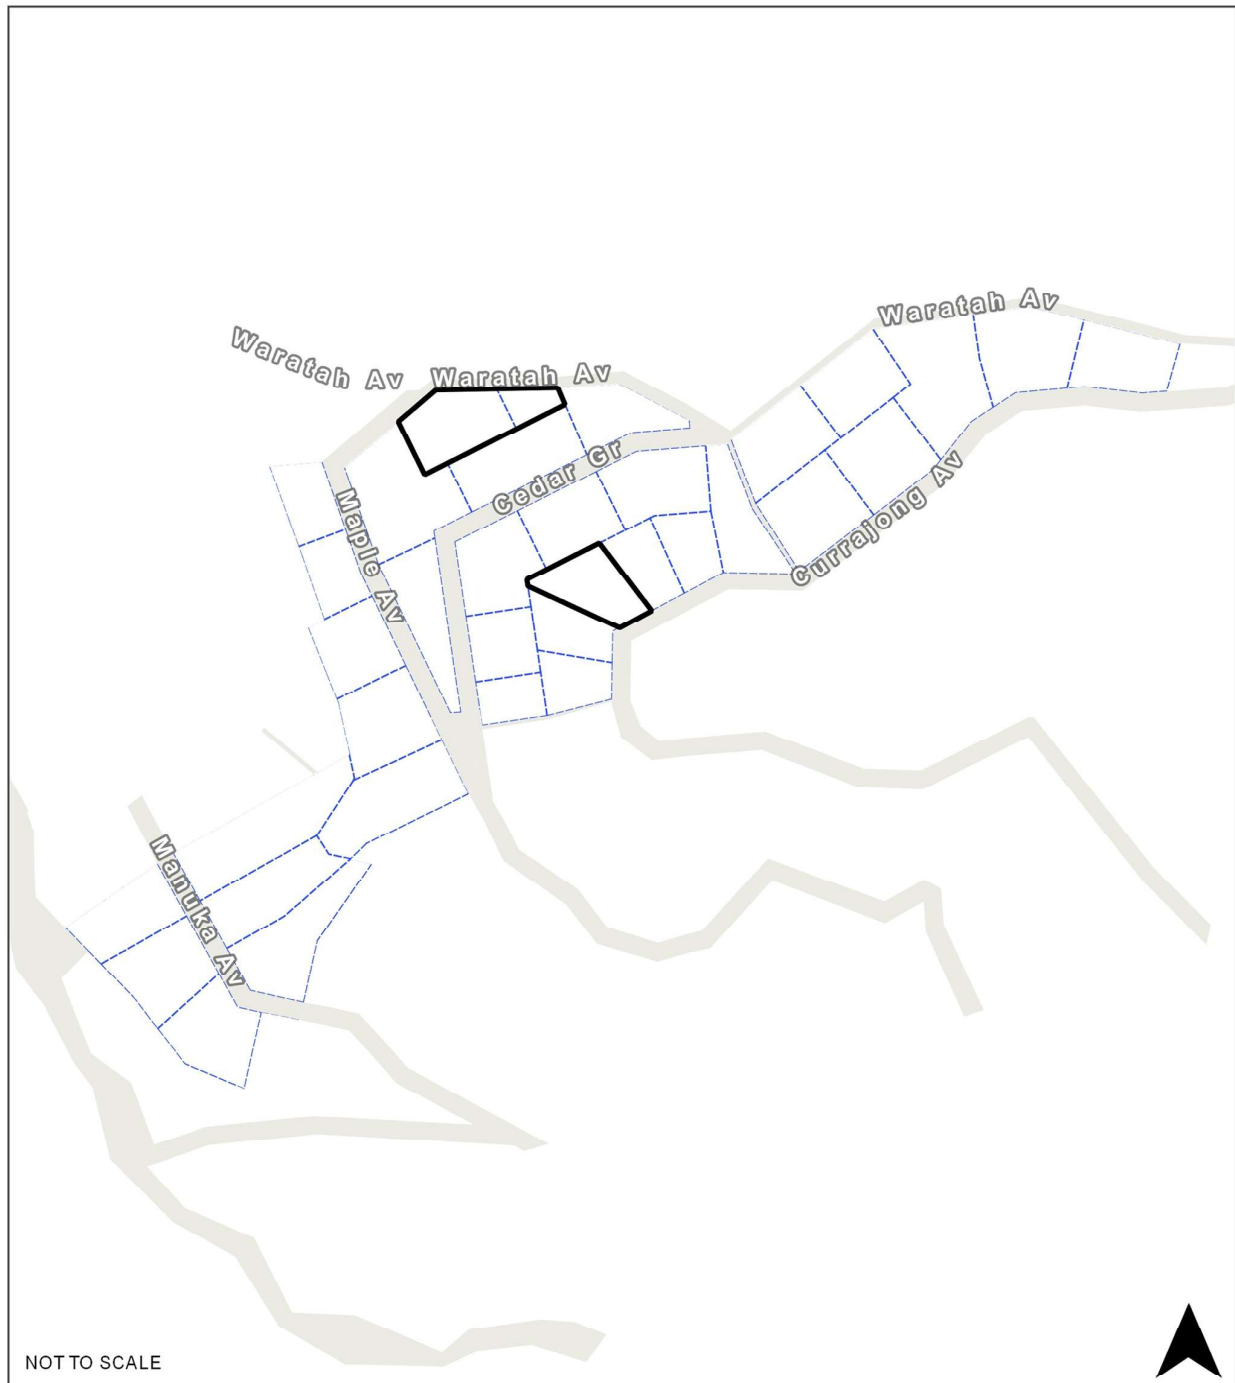 Waratah Av
Waratah Av
Waratah Av
Cedar Gr
Maple Av
Currajong Av
Manuka Av
NOT TO SCALE